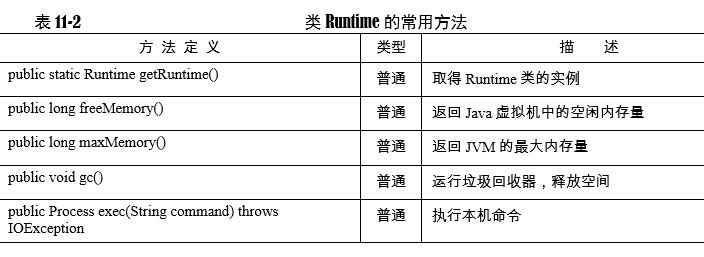 表 11-2 类 Runtime 的常用方法
方 法 定 义 类型 描 述
public static Runtime getRuntime() 普通 取得 Runtime 类的实例
public long freeMemory() 普通 返回 Java 虚拟机中的空闲内存量
public long maxMemory() 普通 返回 JVM 的最大内存量
public void gc() 普通 运行垃圾回收器，释放空间
public Process exec(String command) throws 普通 执行本机命令
IOException